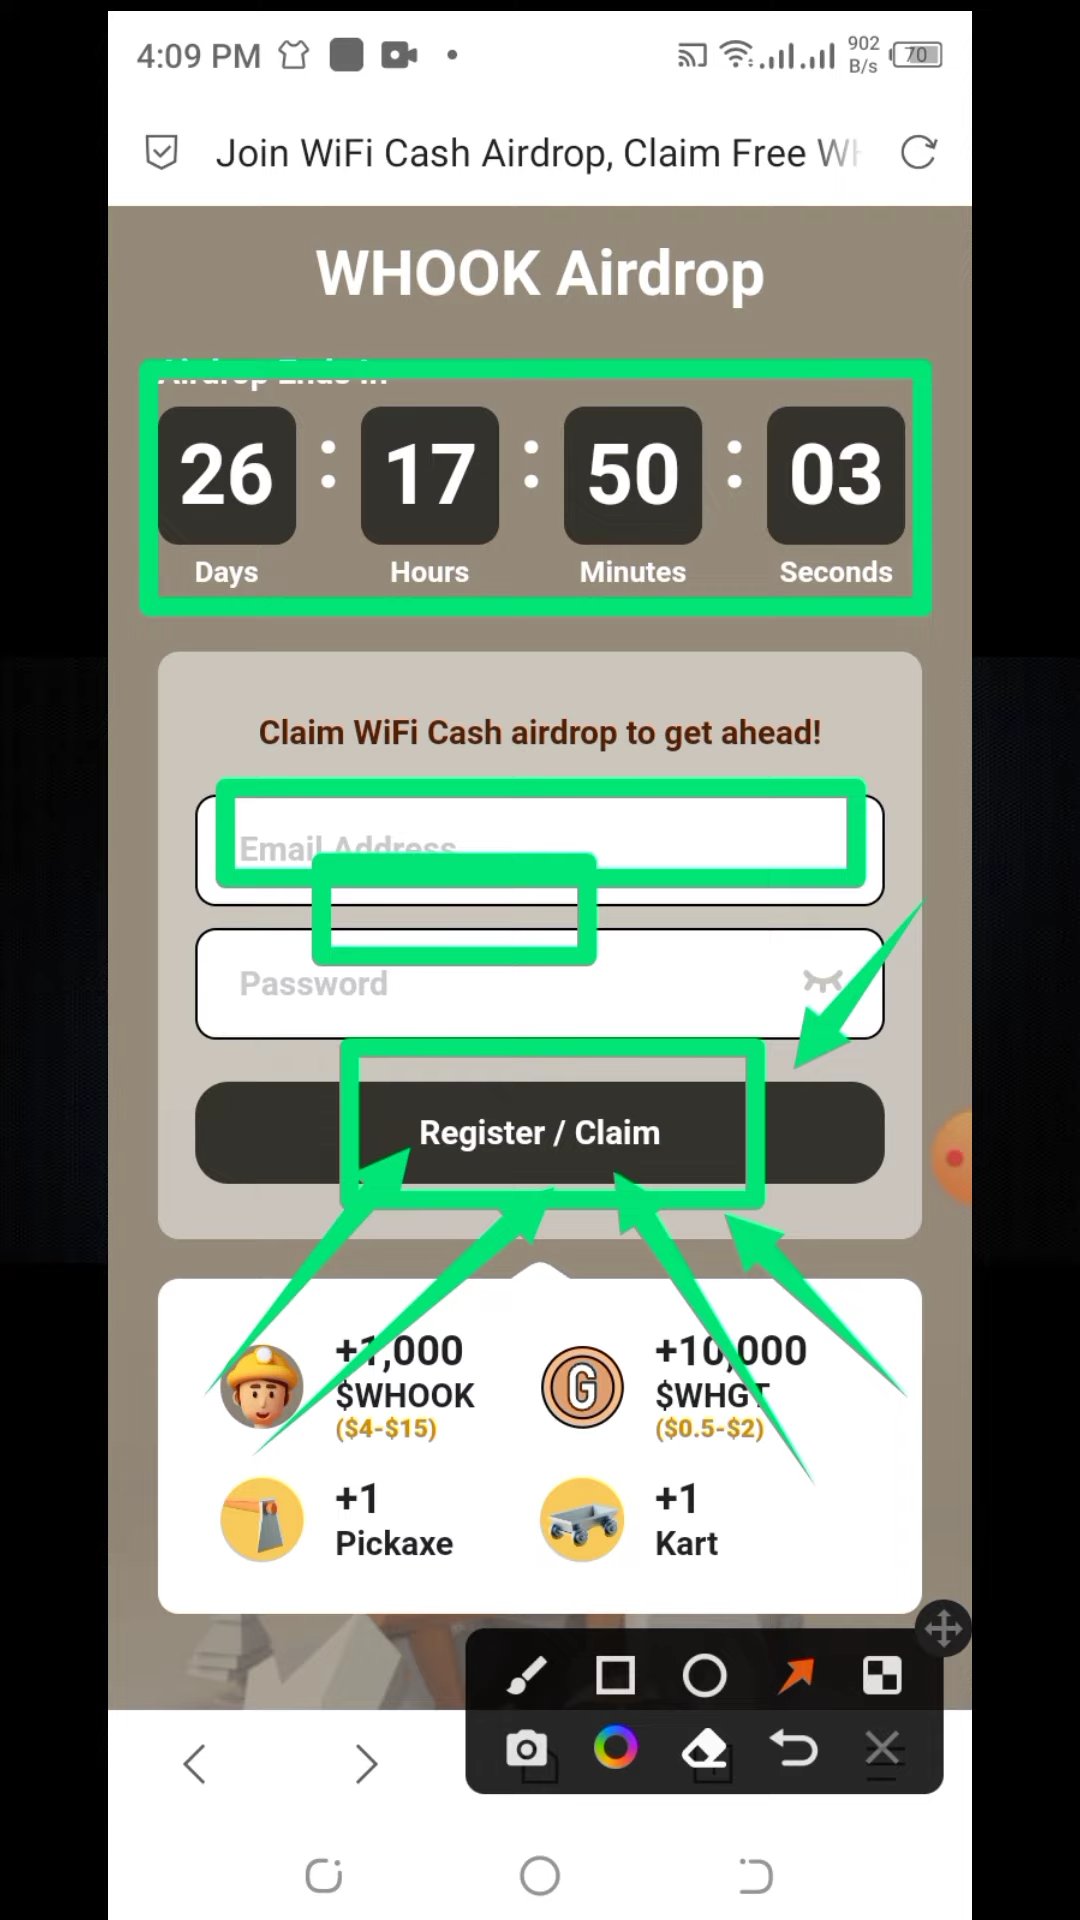 4:09 PM
902
B/s
70
Join WiFi Cash Airdrop, Claim Free
WHOOK Airdrop
Airdrop Ends In
26 : 17 : 50 : 03
Days Hours Minutes Seconds
Claim WiFi Cash airdrop to get ahead!
Email Address
Password
Register / Claim
+1,000
$WHOOK
($4-$15)
+10,000
$WHGT
($0.5-$2)
+1
Pickaxe
+1
Kart